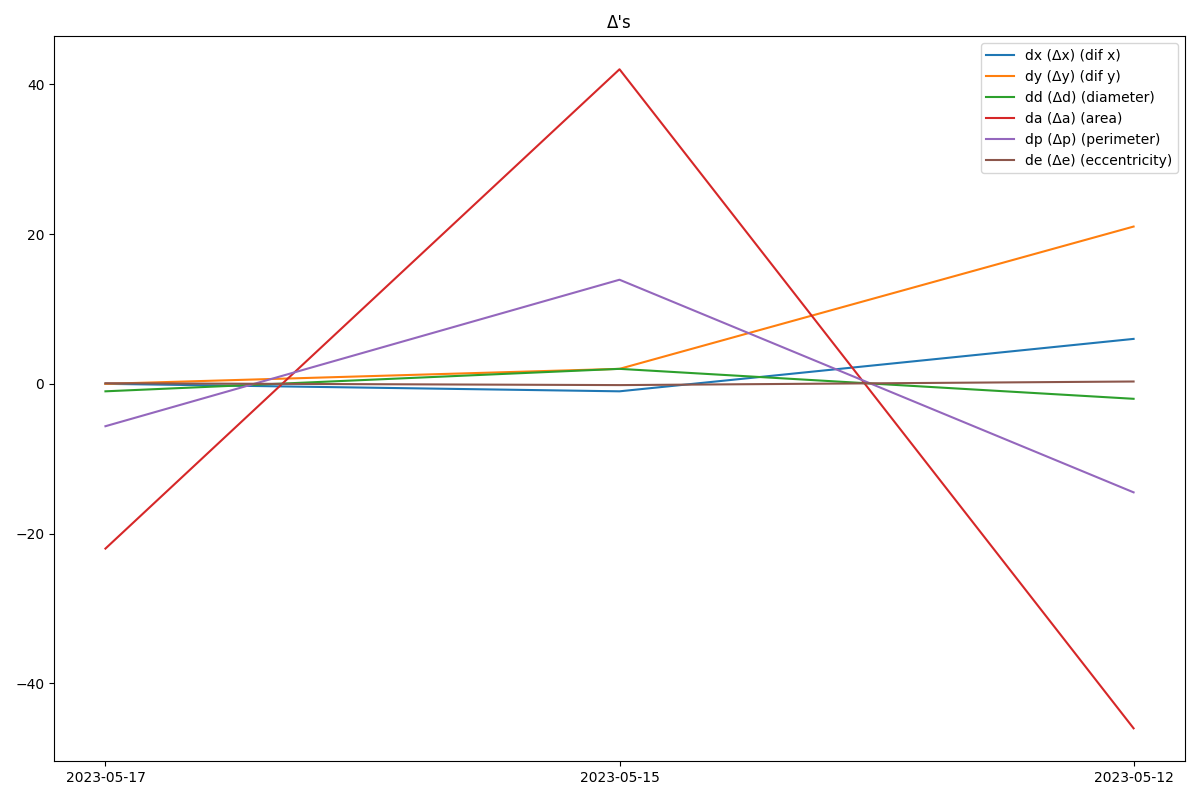 Δ's
dx (Δx) (dif x)
dy (Δy) (dif y)
dd (Δd) (diameter)
da (Δa) (area)
dp (Δp) (perimeter)
de (Δe) (eccentricity)
40
20
0
−20
−40
2023-05-17
2023-05-15
2023-05-12